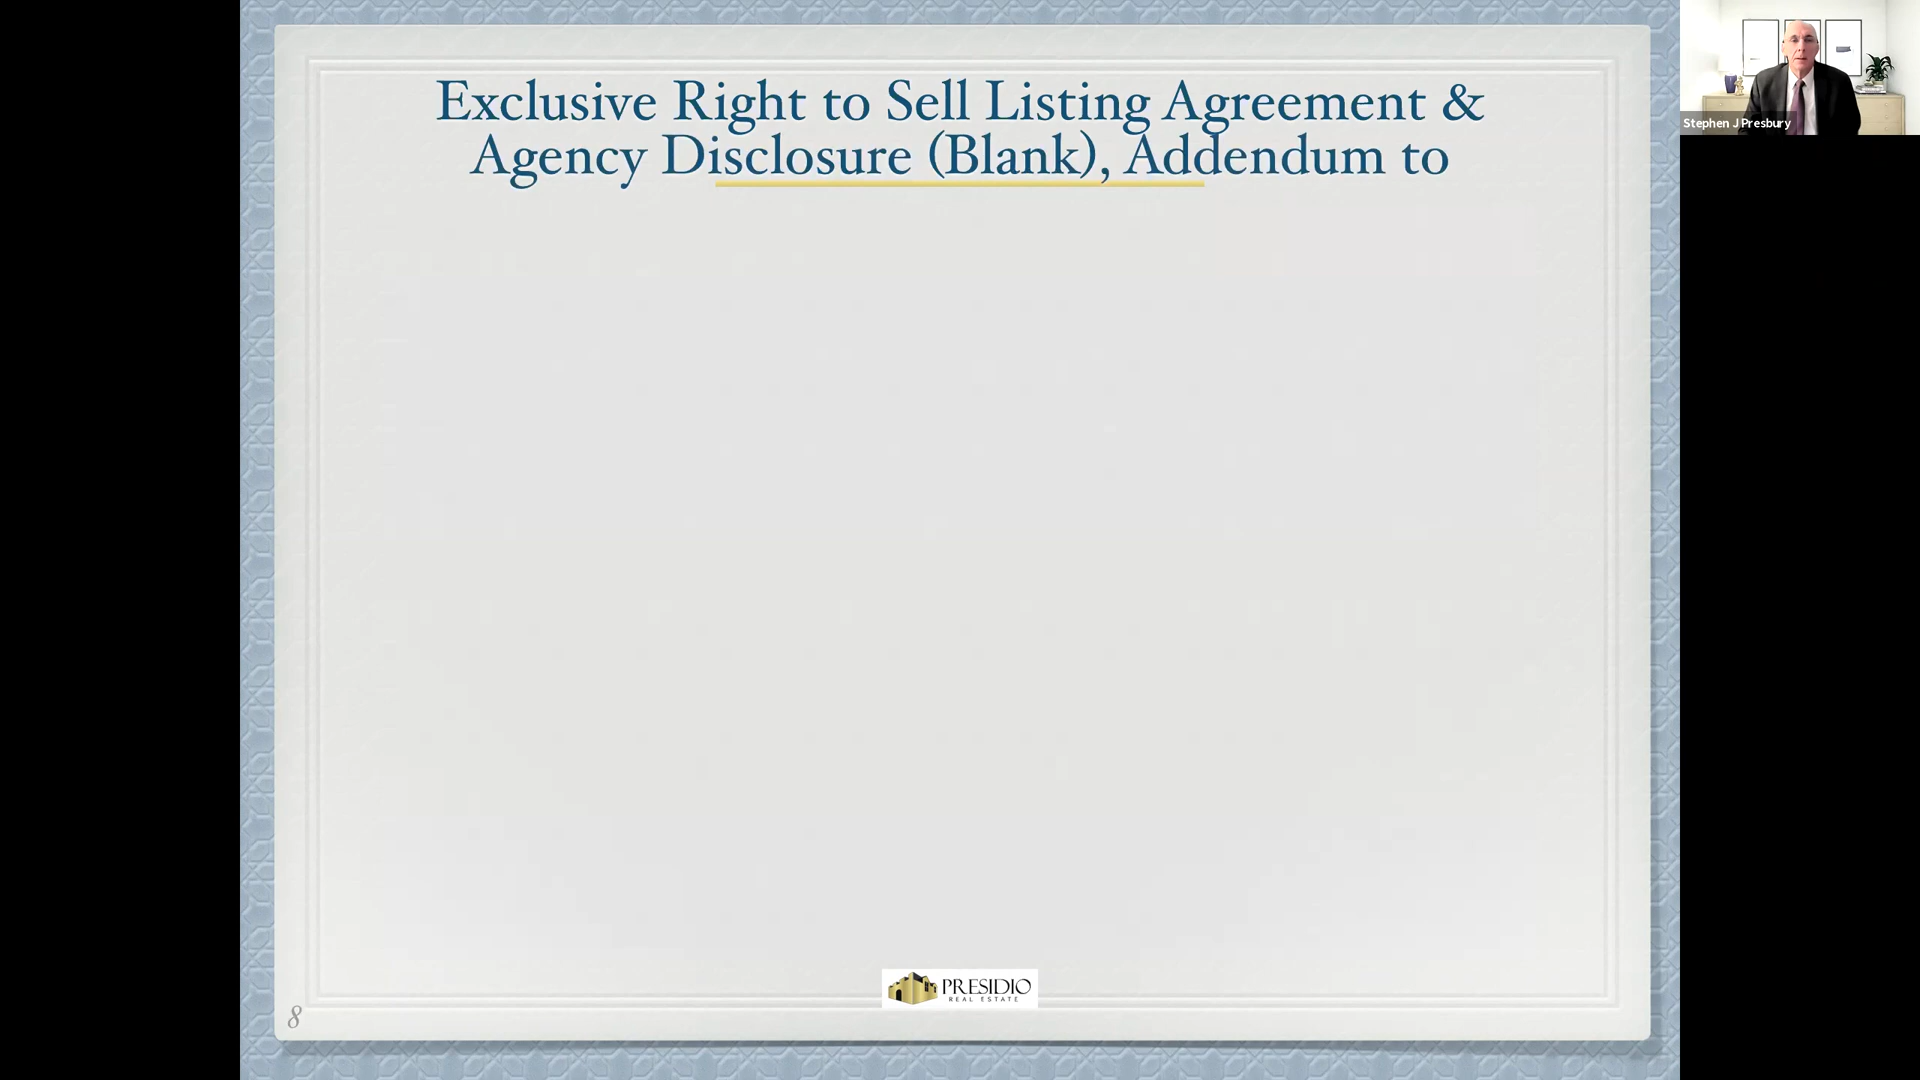 Exclusive Right to Sell Listing Agreement &
Agency Disclosure (Blank), Addendum to
Stephen J Presbury
PRESIDIO
REAL ESTATE
8